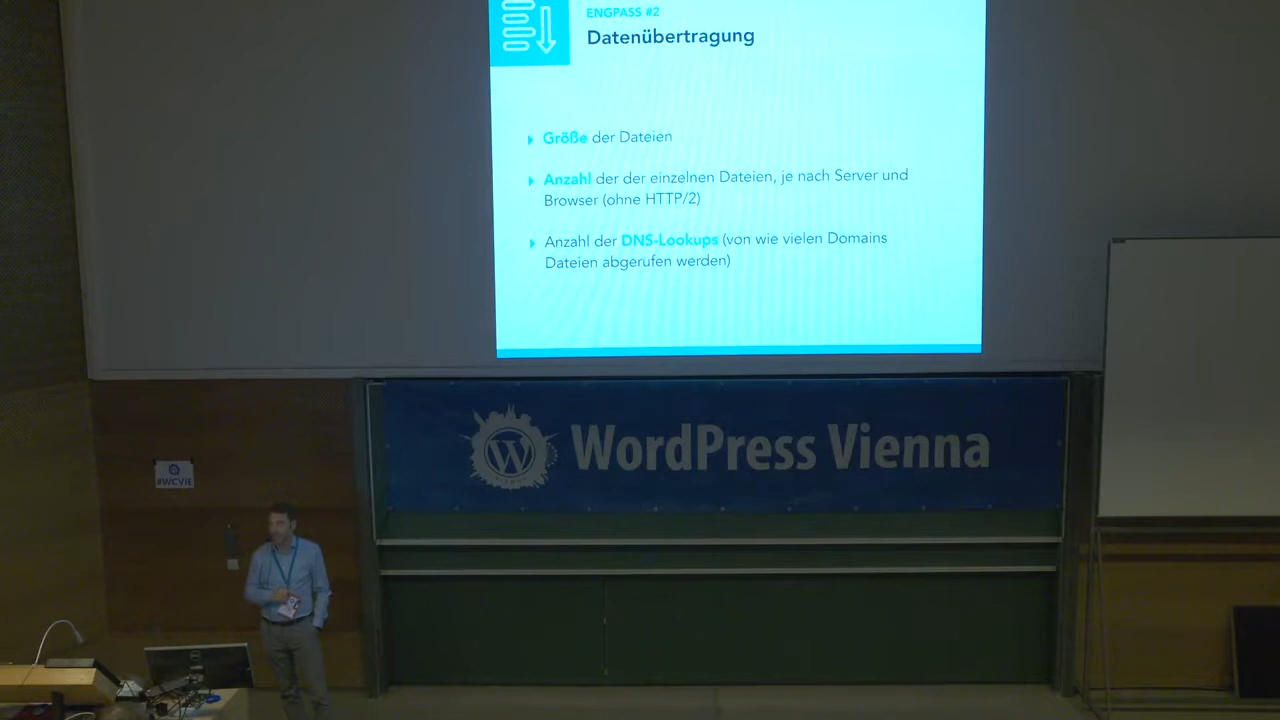 ENGPASS #2
Datenübertragung
Größe der Dateien
Anzahl der der einzelnen Dateien, je nach Server und
Browser (ohne HTTP/2)
Anzahl der DNS-Lookups (von wie vielen Domains
Dateien abgerufen werden)
WordPress Vienna
#WCVIE